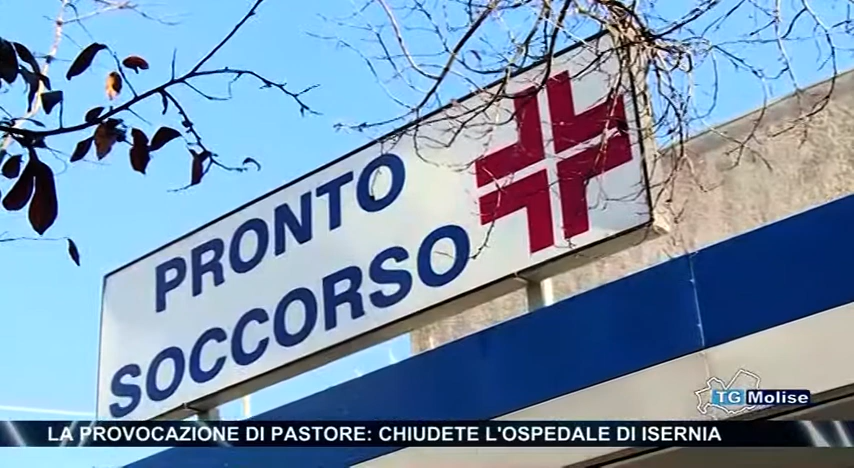 PRONTO
SOCCORSO
TG Molise
LA PROVOCAZIONE DI PASTORE: CHIUDETE L'OSPEDALE DI ISERNIA